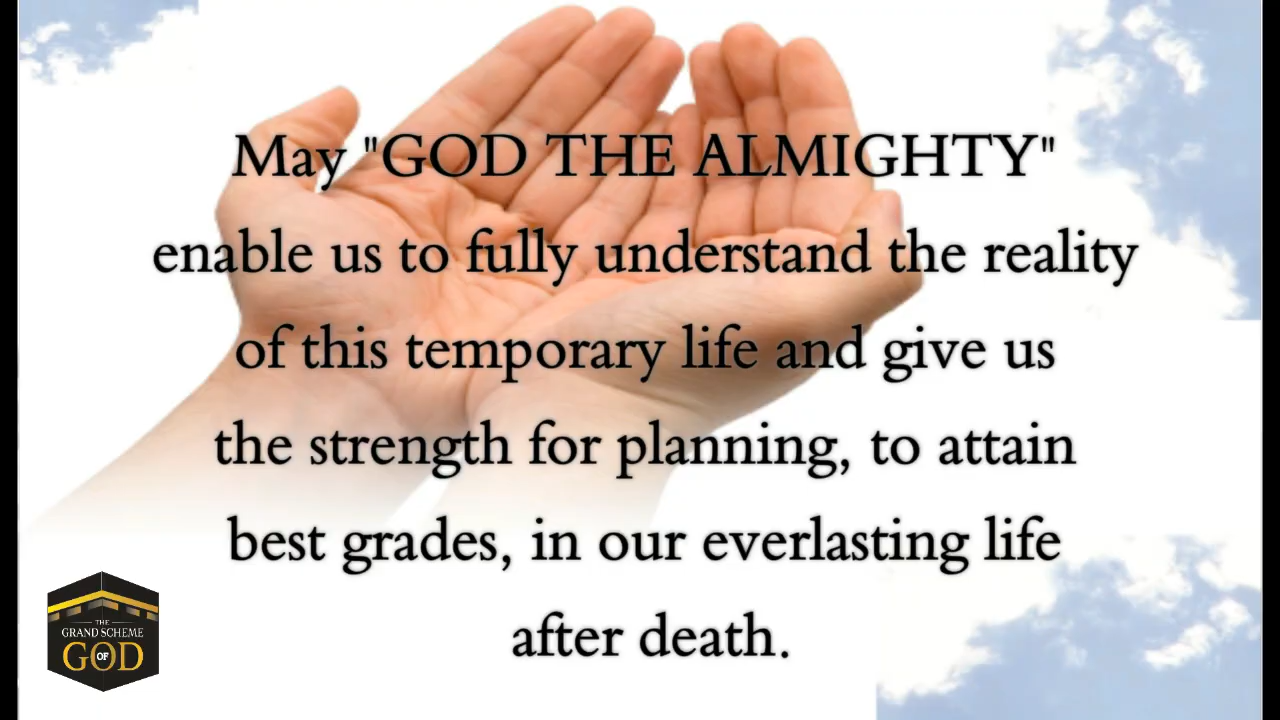 May "GOD THE ALMIGHTY"
enable us to fully understand the reality
of this temporary life and give us
the strength for planning, to attain
best grades, in our everlasting life
after death.
THE
GRAND SCHEME
OF
GOD